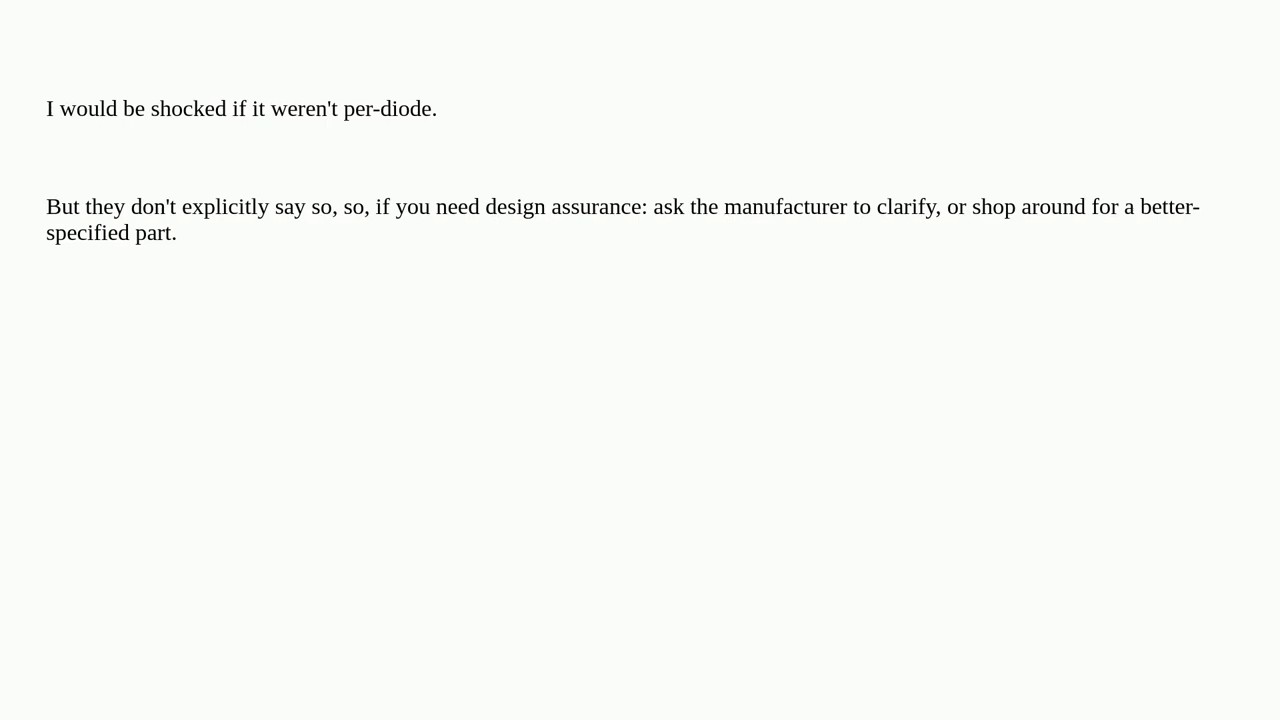 I would be shocked if it weren't per-diode.
But they don't explicitly say so, so, if you need design assurance: ask the manufacturer to clarify, or shop around for a better-
specified part.